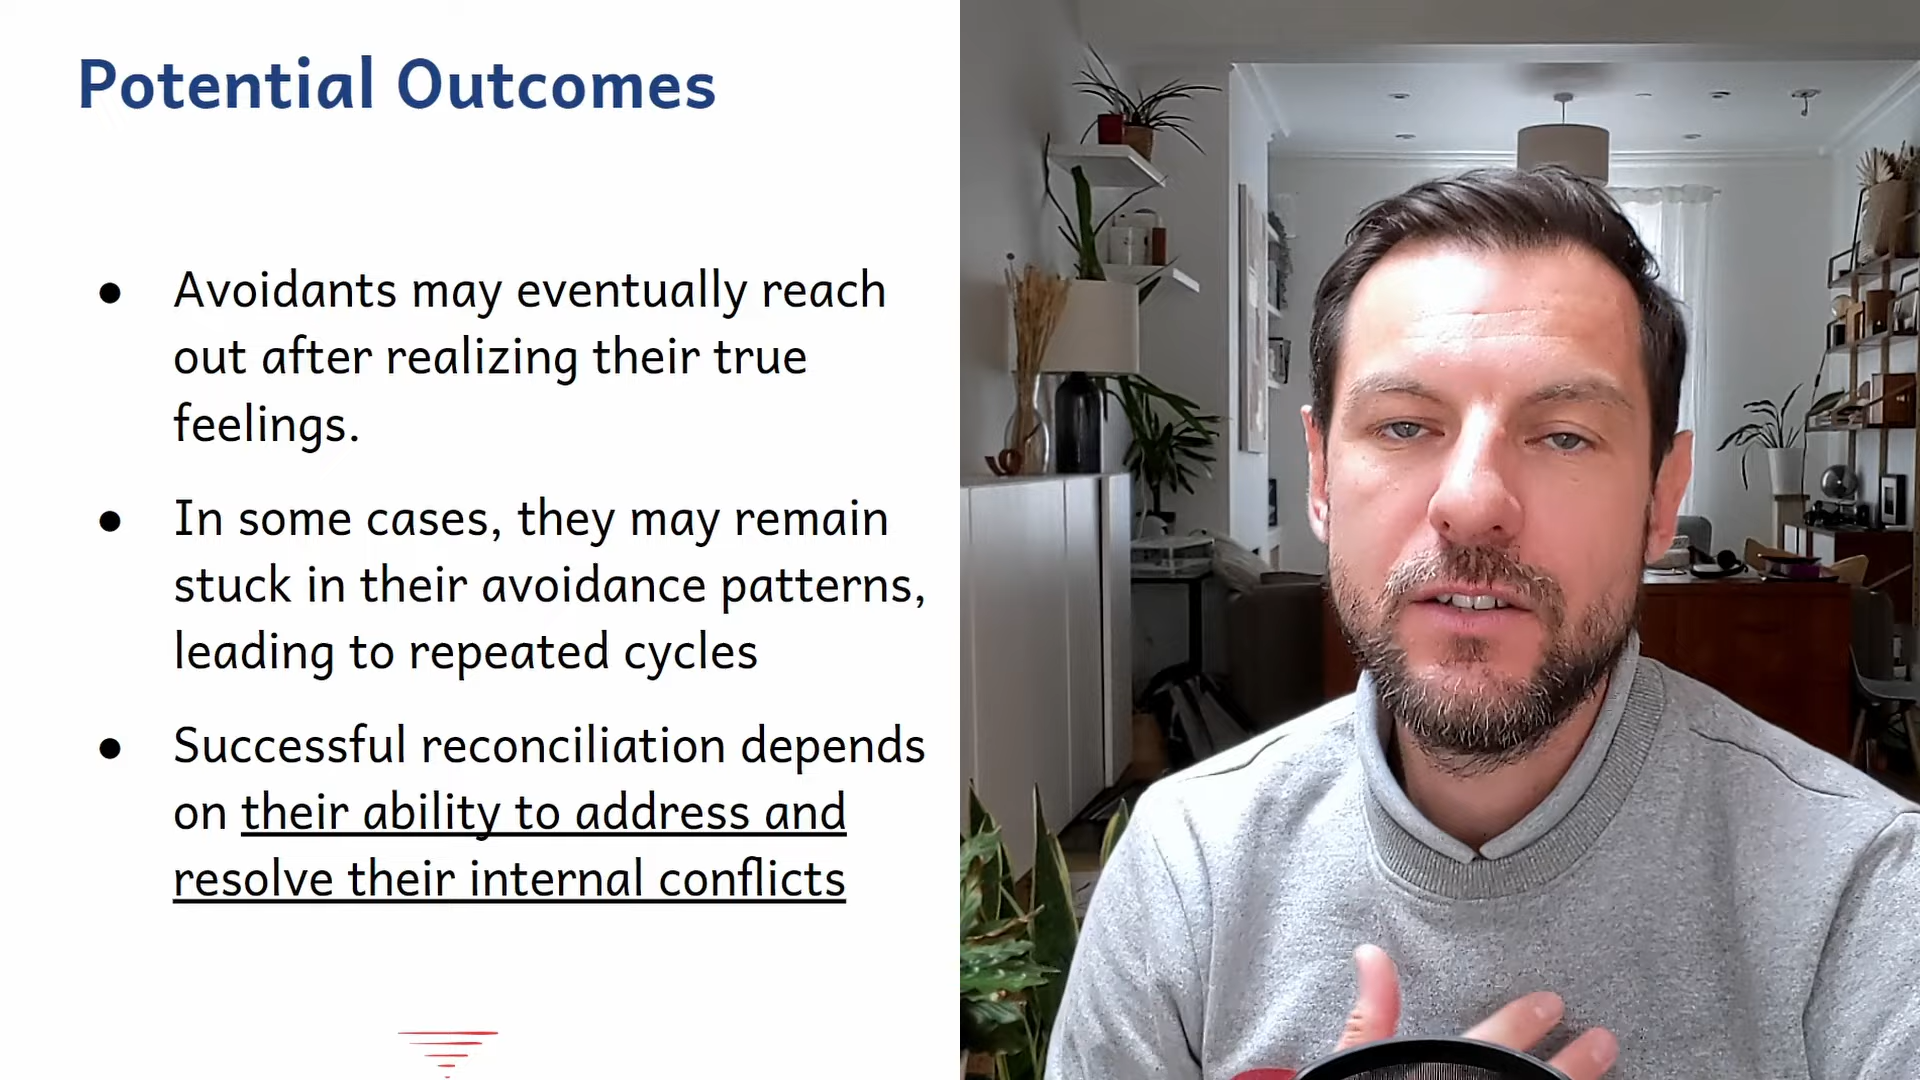 Potential Outcomes
● Avoidants may eventually reach
out after realizing their true
feelings.
● In some cases, they may remain
stuck in their avoidance patterns,
leading to repeated cycles
● Successful reconciliation depends
on their ability to address and
resolve their internal conflicts